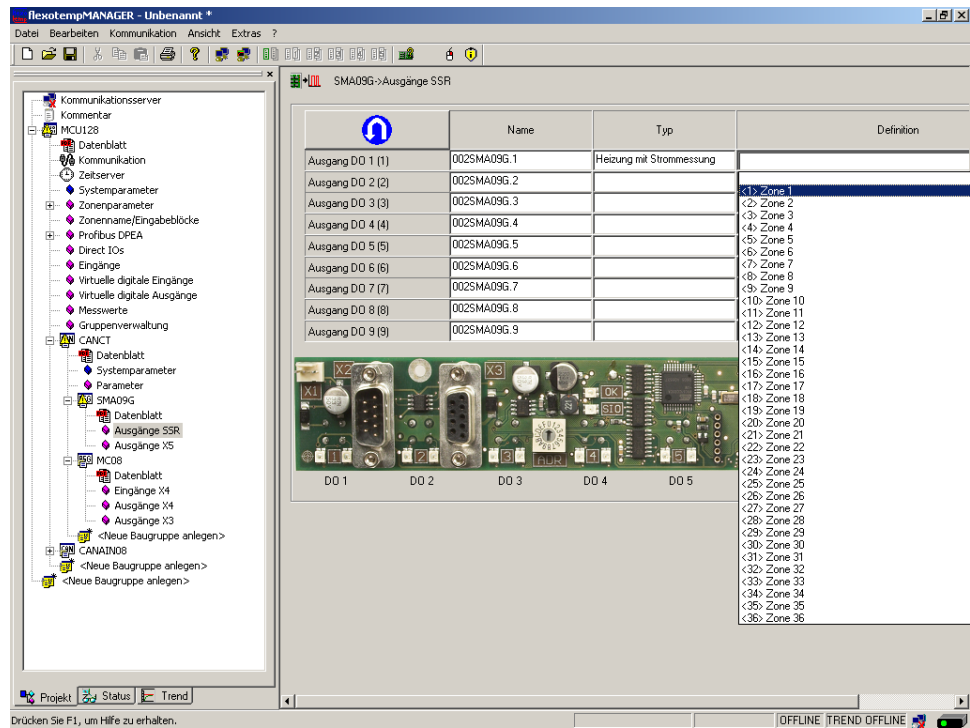 flexotempMANAGER - Unbenannt *
Datei Bearbeiten Kommunikation Ansicht Extras ?
Kommunikationsserver
Kommentar
MCU128
Datenblatt
Kommunikation
Zeitserver
Systemparameter
Zonenparameter
Zonenname/Eingabeblöcke
Profibus DPEA
Direct IOs
Eingänge
Virtuelle digitale Eingänge
Virtuelle digitale Ausgänge
Messwerte
Gruppenverwaltung
CANCT
Datenblatt
Systemparameter
Parameter
SMA09G
Datenblatt
Ausgänge SSR
Ausgänge X5
MC08
Datenblatt
Eingänge X4
Ausgänge X4
Ausgänge X3
<Neue Baugruppe anlegen>
CANAIN08
<Neue Baugruppe anlegen>
<Neue Baugruppe anlegen>
Projekt Status Trend
SMA09G->Ausgänge SSR
Name Typ Definition
Ausgang DO 1 (1) 002SMA09G.1 Heizung mit Strommessung
Ausgang DO 2 (2) 002SMA09G.2
Ausgang DO 3 (3) 002SMA09G.3
Ausgang DO 4 (4) 002SMA09G.4
Ausgang DO 5 (5) 002SMA09G.5
Ausgang DO 6 (6) 002SMA09G.6
Ausgang DO 7 (7) 002SMA09G.7
Ausgang DO 8 (8) 002SMA09G.8
Ausgang DO 9 (9) 002SMA09G.9
<1> Zone 1
<2> Zone 2
<3> Zone 3
<4> Zone 4
<5> Zone 5
<6> Zone 6
<7> Zone 7
<8> Zone 8
<9> Zone 9
<10> Zone 10
<11> Zone 11
<12> Zone 12
<13> Zone 13
<14> Zone 14
<15> Zone 15
<16> Zone 16
<17> Zone 17
<18> Zone 18
<19> Zone 19
<20> Zone 20
<21> Zone 21
<22> Zone 22
<23> Zone 23
<24> Zone 24
<25> Zone 25
<26> Zone 26
<27> Zone 27
<28> Zone 28
<29> Zone 29
<30> Zone 30
<31> Zone 31
<32> Zone 32
<33> Zone 33
<34> Zone 34
<35> Zone 35
<36> Zone 36
X2 X3
X1 OK
SIO
1 2 3 ADR 4 5
DO 1 DO 2 DO 3 DO 4 DO 5
Drücken Sie F1, um Hilfe zu erhalten.
OFFLINE TREND OFFLINE